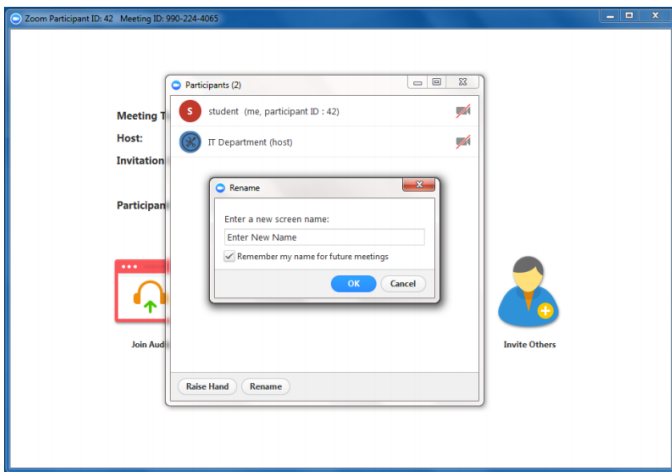 Zoom Participant ID: 42 Meeting ID: 990-224-4065
Participants (2)
S student (me, participant ID : 42)
IT Department (host)
Meeting T
Host:
Invitation
Participan
Rename
Enter a new screen name:
Enter New Name
Remember my name for future meetings
OK Cancel
Join Aud
Invite Others
Raise Hand Rename